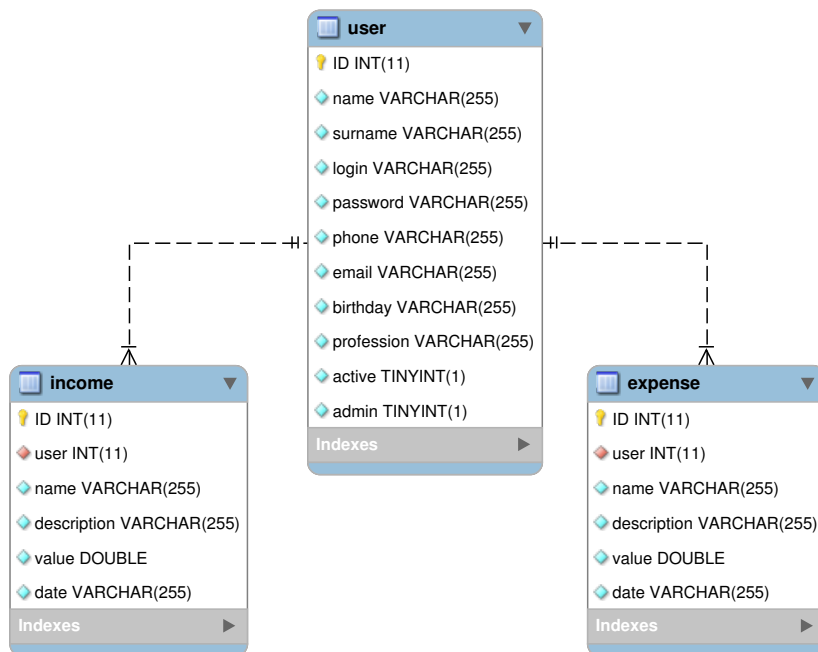 user
ID INT(11)
name VARCHAR(255)
surname VARCHAR(255)
login VARCHAR(255)
password VARCHAR(255)
phone VARCHAR(255)
email VARCHAR(255)
birthday VARCHAR(255)
profession VARCHAR(255)
active TINYINT(1)
admin TINYINT(1)
Indexes
income
ID INT(11)
user INT(11)
name VARCHAR(255)
description VARCHAR(255)
value DOUBLE
date VARCHAR(255)
Indexes
expense
ID INT(11)
user INT(11)
name VARCHAR(255)
description VARCHAR(255)
value DOUBLE
date VARCHAR(255)
Indexes